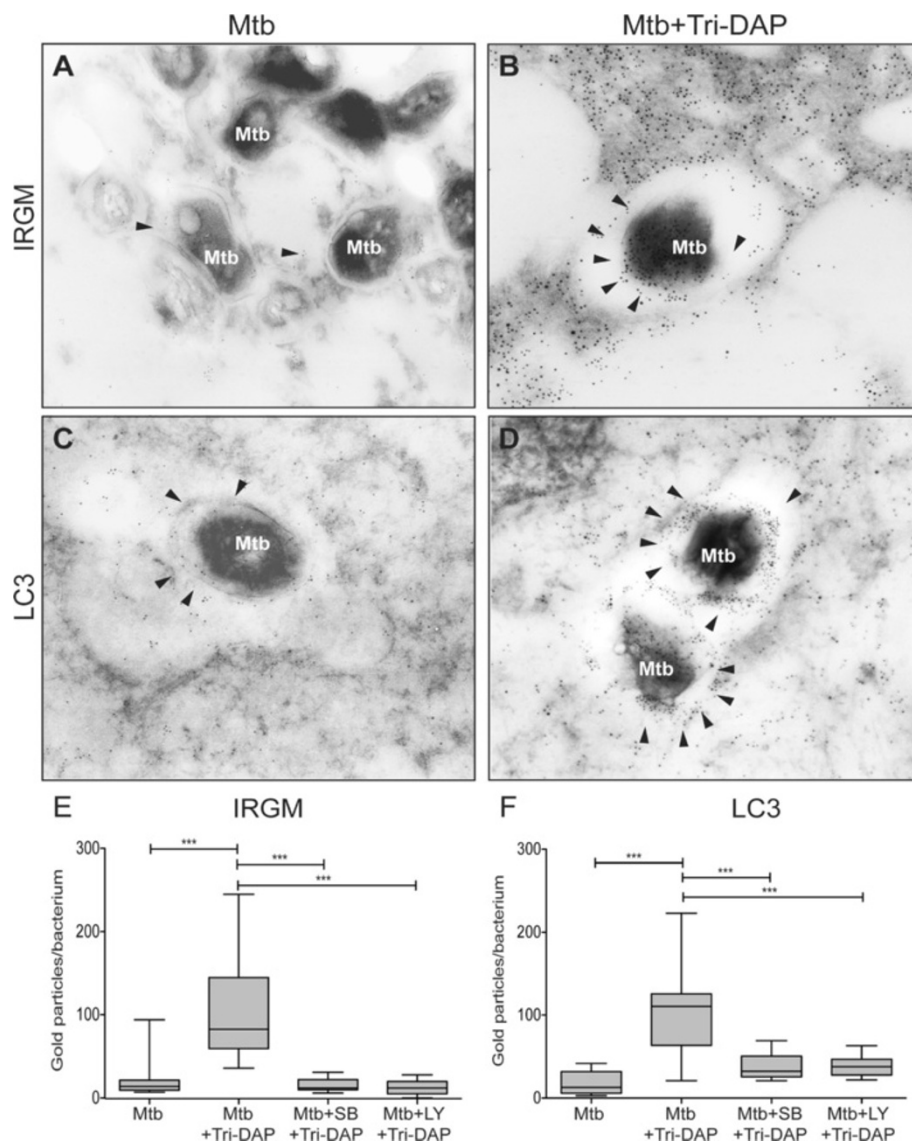 Mtb Mtb+Tri-DAP
A B
IRGM
Mtb
Mtb
Mtb
Mtb
C D
LC3
Mtb
Mtb
Mtb
E IRGM F LC3
Gold particles/bacterium
300
200
100
0
***
***
***
Mtb Mtb +Tri-DAP Mtb+SB +Tri-DAP Mtb+LY +Tri-DAP
Gold particles/bacterium
300
200
100
0
***
***
***
Mtb Mtb +Tri-DAP Mtb+SB +Tri-DAP Mtb+LY +Tri-DAP